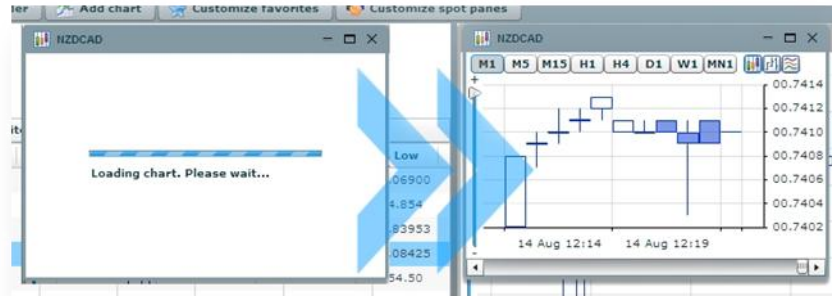 Add chart
Customize favorites
Customize spot panes
NZDCAD
Loading chart. Please wait...
Low
06900
4.854
83953
.08425
54.50
NZDCAD
M1 M5 M15 H1 H4 D1 W1 MN1
00.7414
00.7412
00.7410
00.7408
00.7406
00.7404
00.7402
14 Aug 12:14 14 Aug 12:19